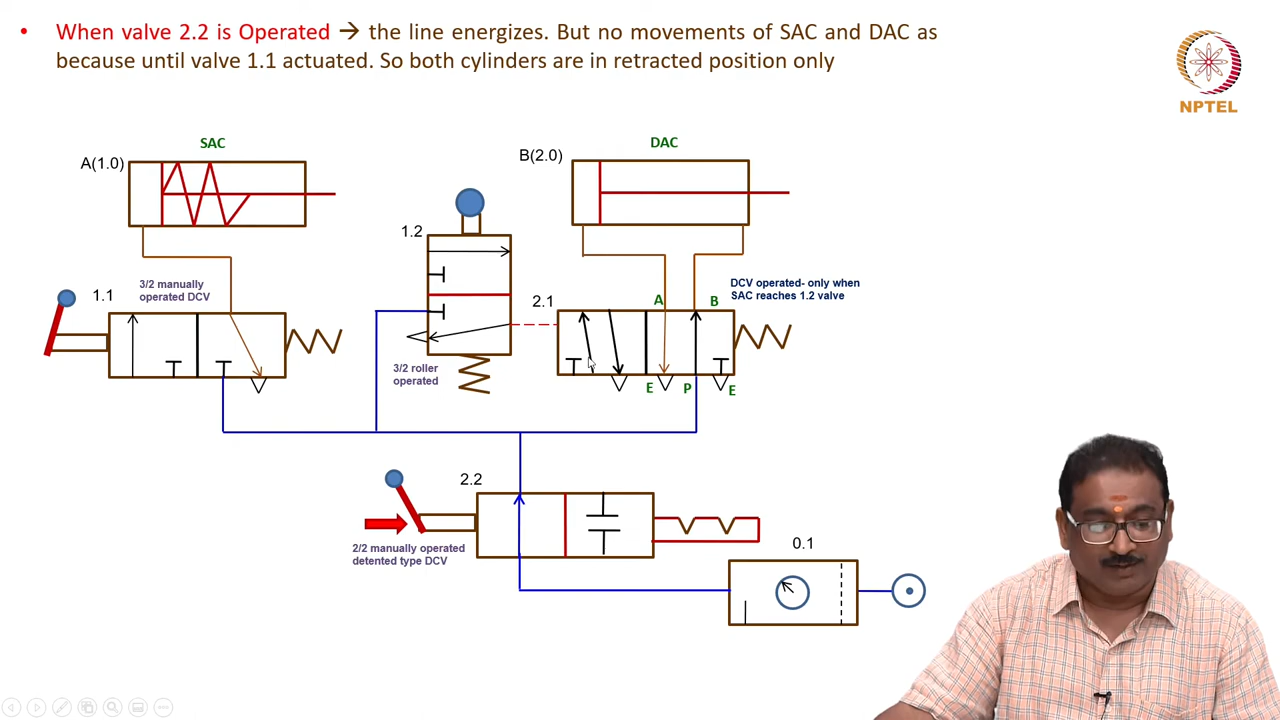 • When valve 2.2 is Operated → the line energizes. But no movements of SAC and DAC as
because until valve 1.1 actuated. So both cylinders are in retracted position only
NPTEL
SAC
DAC
A(1.0)
B(2.0)
1.2
1.1
3/2 manually
operated DCV
2.1
A
B
DCV operated- only when
SAC reaches 1.2 valve
3/2 roller
operated
E
P
E
2.2
2/2 manually operated
detented type DCV
0.1